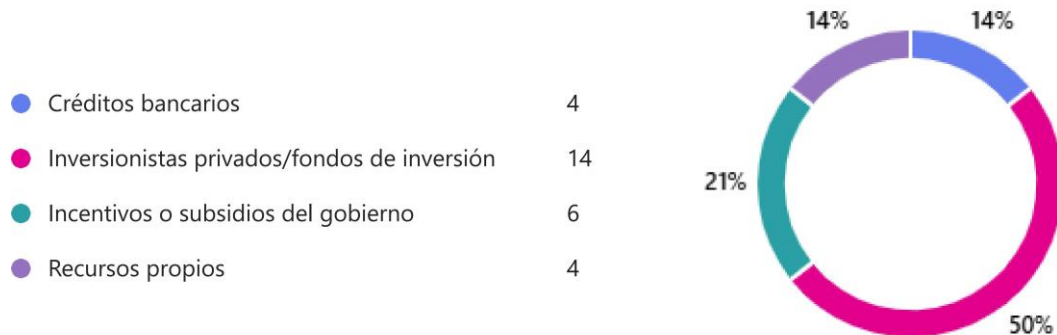 14%
14%
Créditos bancarios 4
Inversionistas privados/fondos de inversión 14
21%
Incentivos o subsidios del gobierno 6
Recursos propios 4
50%